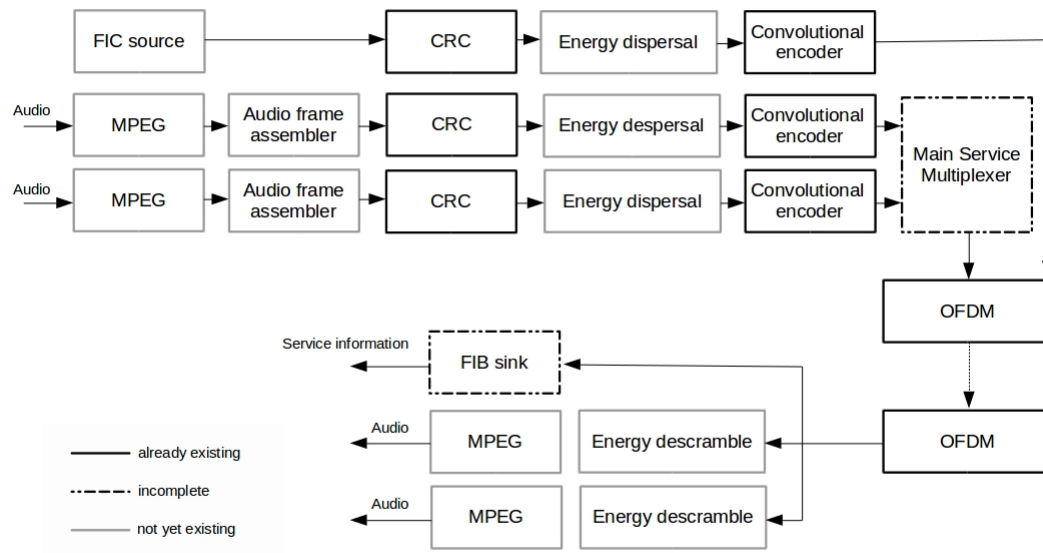 FIC source
CRC
Energy dispersal
Convolutional
encoder
Audio
MPEG
Audio frame
assembler
CRC
Energy despersal
Convolutional
encoder
Main Service
Multiplexer
Audio
MPEG
Audio frame
assembler
CRC
Energy dispersal
Convolutional
encoder
OFDM
Service information
FIB sink
Audio
MPEG
Energy descramble
OFDM
Audio
MPEG
Energy descramble
already existing
incomplete
not yet existing